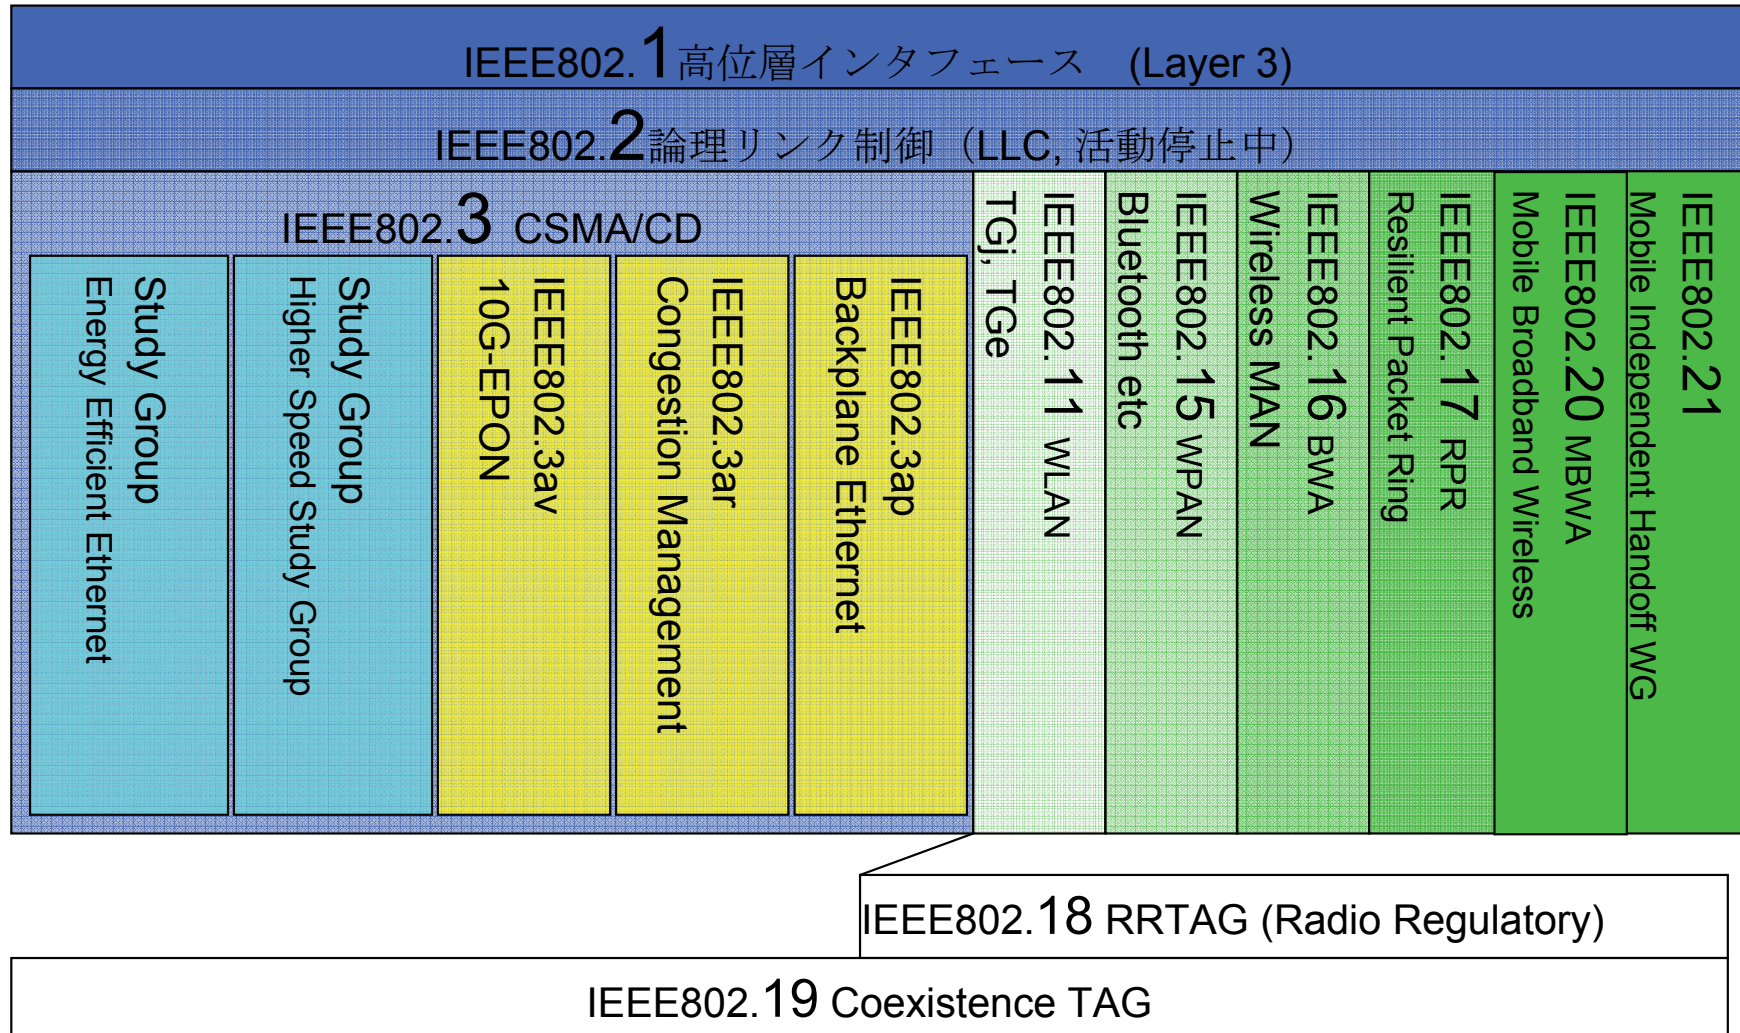 IEEE802.1高位層インタフェース (Layer 3)
IEEE802.2論理リンク制御（LLC, 活動停止中）
IEEE802.3 CSMA/CD
Study Group
Energy Efficient Ethernet
Study Group
Higher Speed Study Group
IEEE802.3av
10G-EPON
IEEE802.3ar
Congestion Management
IEEE802.3ap
Backplane Ethernet
IEEE802.11 WLAN
TGj, TGe
IEEE802.15 WPAN
Bluetooth etc
IEEE802.16 BWA
Wireless MAN
IEEE802.17 RPR
Resilient Packet Ring
IEEE802.20 MBWA
Mobile Broadband Wireless
IEEE802.21
Mobile Independent Handoff WG
IEEE802.18 RRTAG (Radio Regulatory)
IEEE802.19 Coexistence TAG